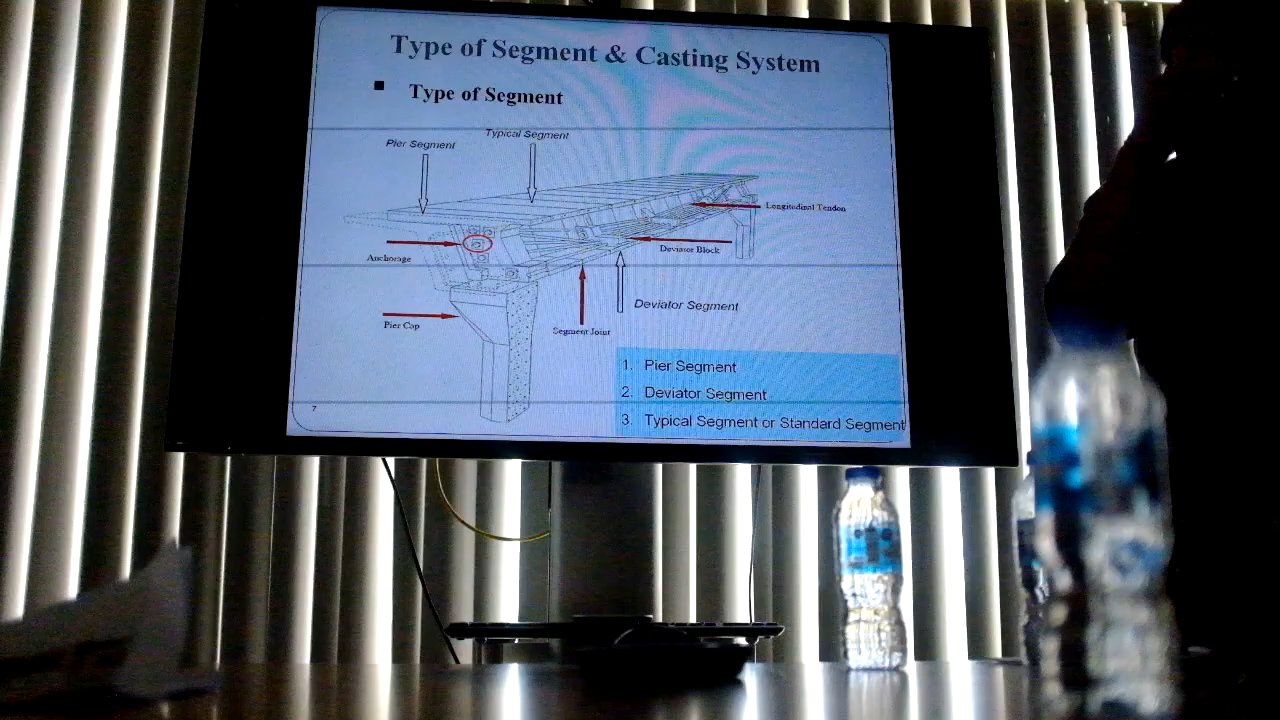 Type of Segment & Casting System
■ Type of Segment
Typical Segment
Pier Segment
Longitudinal Tendon
Deviator Block
Anchorage
Deviator Segment
Pier Cap
Segment Joint
1. Pier Segment
2. Deviator Segment
3. Typical Segment or Standard Segment
7